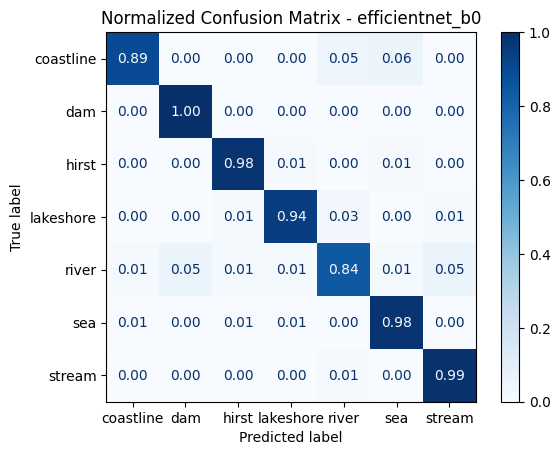 Normalized Confusion Matrix - efficientnet_b0
True label
coastline 0.89 0.00 0.00 0.00 0.05 0.06 0.00
dam 0.00 1.00 0.00 0.00 0.00 0.00 0.00
hirst 0.00 0.00 0.98 0.01 0.00 0.01 0.00
lakeshore 0.00 0.00 0.01 0.94 0.03 0.00 0.01
river 0.01 0.05 0.01 0.01 0.84 0.01 0.05
sea 0.01 0.00 0.01 0.01 0.00 0.98 0.00
stream 0.00 0.00 0.00 0.00 0.01 0.00 0.99
coastline dam hirst lakeshore river sea stream
Predicted label
1.0
0.8
0.6
0.4
0.2
0.0